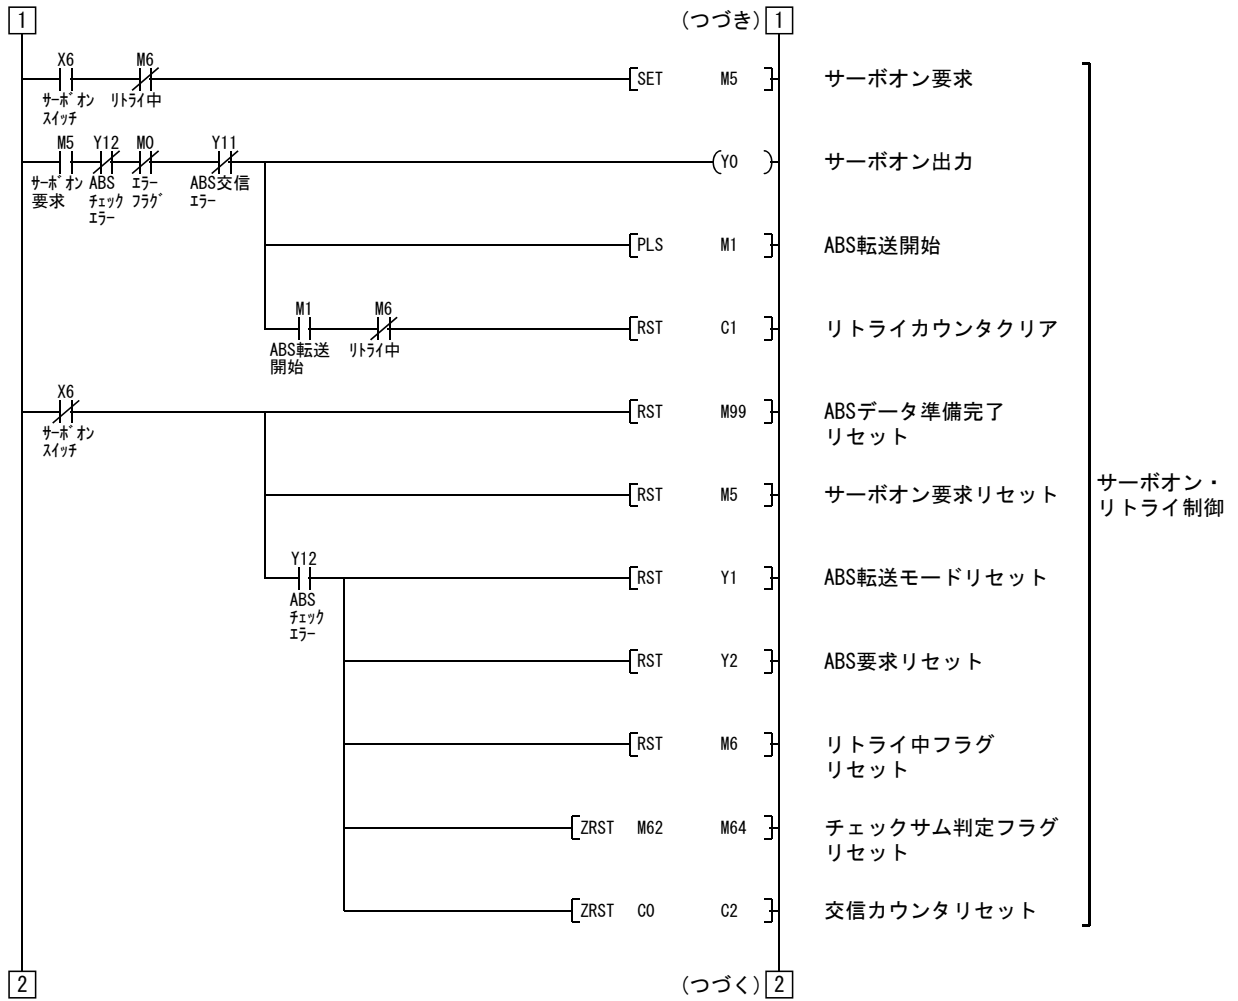 1 (つづき) 1
X6 M6
[SET M5 ] サーボオン要求
ｻｰﾎﾞｵﾝ ﾘﾄﾗｲ中
ｽｲｯﾁ
M5 Y12 M0 Y11
(Y0 ) サーボオン出力
ｻｰﾎﾞｵﾝ ABS ｴﾗｰ ABS交信
要求 ﾁｪｯｸ ﾌﾗｸﾞ ｴﾗｰ
ｴﾗｰ
[PLS M1 ] ABS転送開始
M1 M6
[RST C1 ] リトライカウンタクリア
ABS転送 ﾘﾄﾗｲ中
開始
X6
[RST M99 ] ABSデータ準備完了
リセット
ｻｰﾎﾞｵﾝ
ｽｲｯﾁ
[RST M5 ] サーボオン要求リセット
サーボオン・
リトライ制御
Y12
[RST Y1 ] ABS転送モードリセット
ABS
ﾁｪｯｸ
ｴﾗｰ
[RST Y2 ] ABS要求リセット
[RST M6 ] リトライ中フラグ
リセット
[ZRST M62 M64 ] チェックサム判定フラグ
リセット
[ZRST C0 C2 ] 交信カウンタリセット
2 (つづく) 2